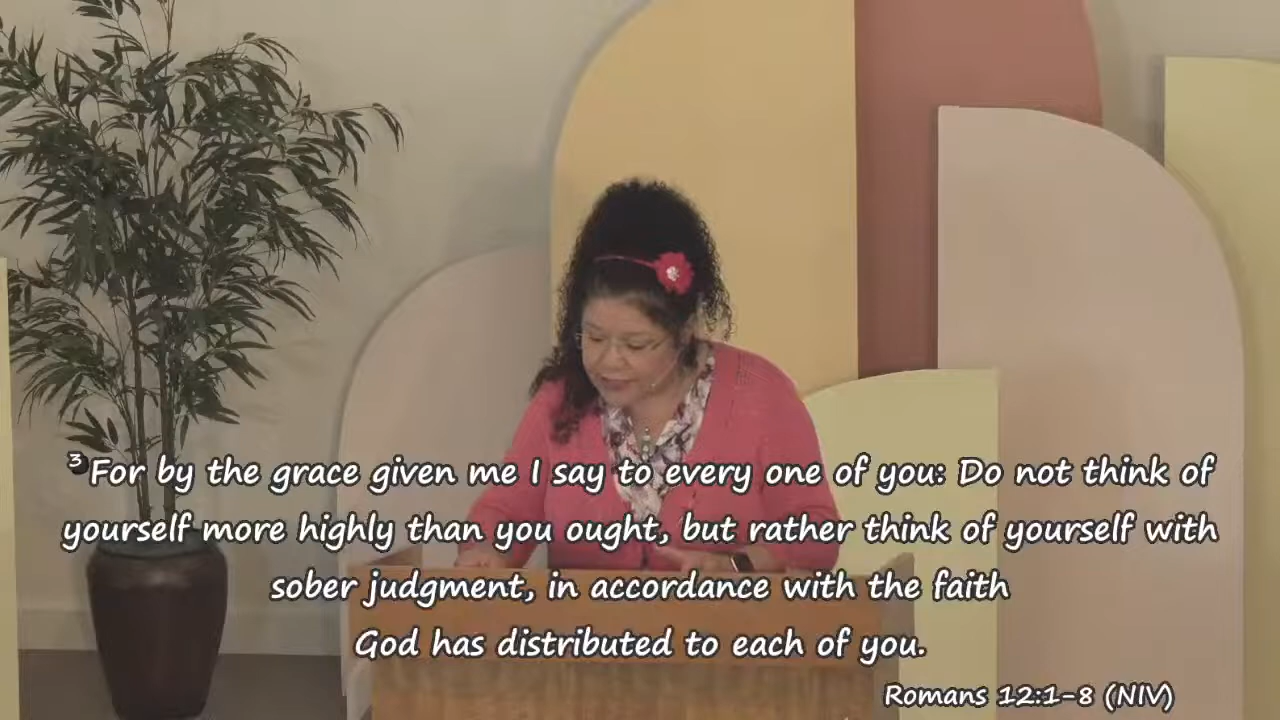 ³ For by the grace given me I say to every one of you: Do not think of
yourself more highly than you ought, but rather think of yourself with
sober judgment, in accordance with the faith
God has distributed to each of you.
Romans 12:1-8 (NIV)